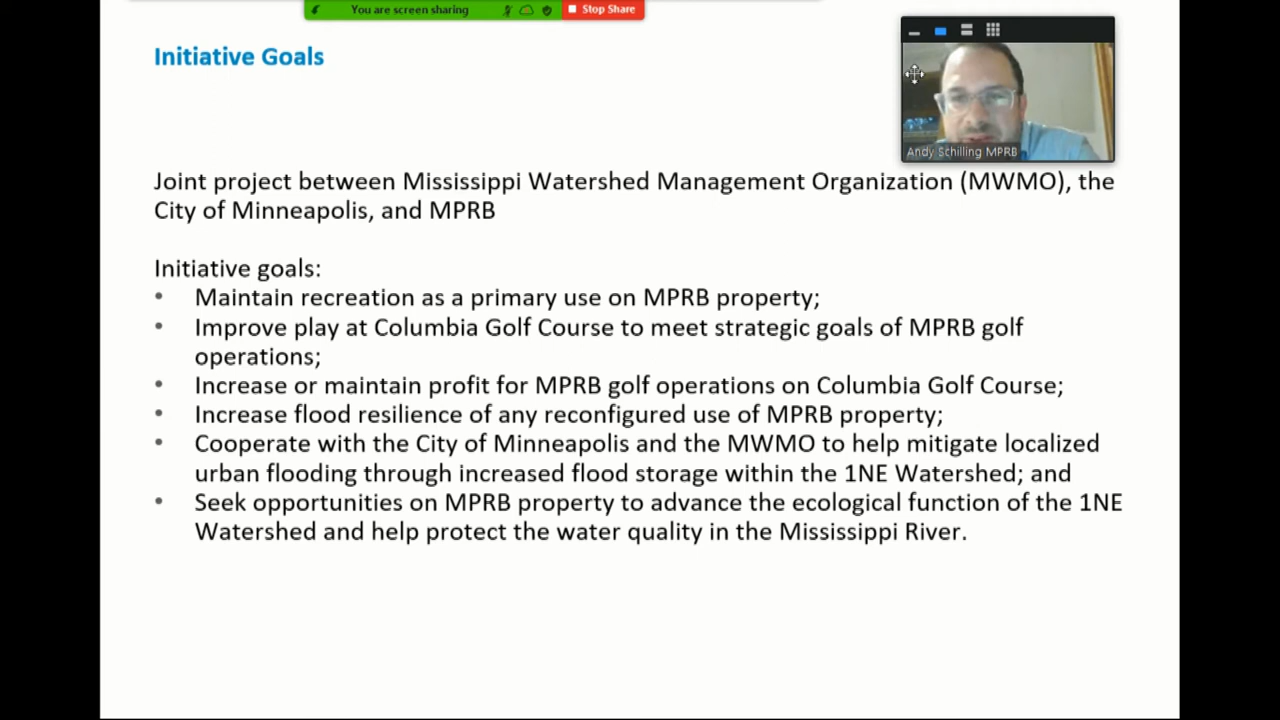 You are screen sharing
Stop Share
Initiative Goals
Andy Schilling MPRB
Joint project between Mississippi Watershed Management Organization (MWMO), the
City of Minneapolis, and MPRB
Initiative goals:
• Maintain recreation as a primary use on MPRB property;
• Improve play at Columbia Golf Course to meet strategic goals of MPRB golf
operations;
• Increase or maintain profit for MPRB golf operations on Columbia Golf Course;
• Increase flood resilience of any reconfigured use of MPRB property;
• Cooperate with the City of Minneapolis and the MWMO to help mitigate localized
urban flooding through increased flood storage within the 1NE Watershed; and
• Seek opportunities on MPRB property to advance the ecological function of the 1NE
Watershed and help protect the water quality in the Mississippi River.